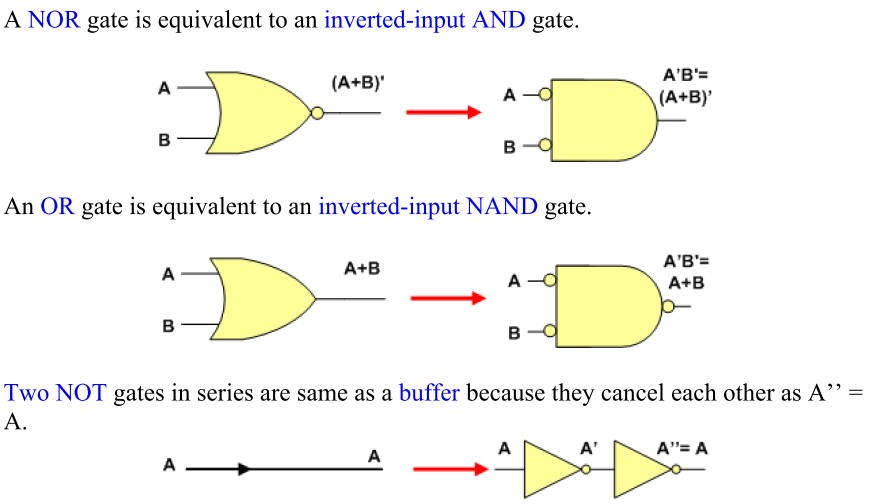 A NOR gate is equivalent to an inverted-input AND gate.
A
B
(A+B)'
A
B
A'B'=
(A+B)'
An OR gate is equivalent to an inverted-input NAND gate.
A
B
A+B
A
B
A'B'=
A+B
Two NOT gates in series are same as a buffer because they cancel each other as A’’ =
A.
A
A
A
A'
A''= A